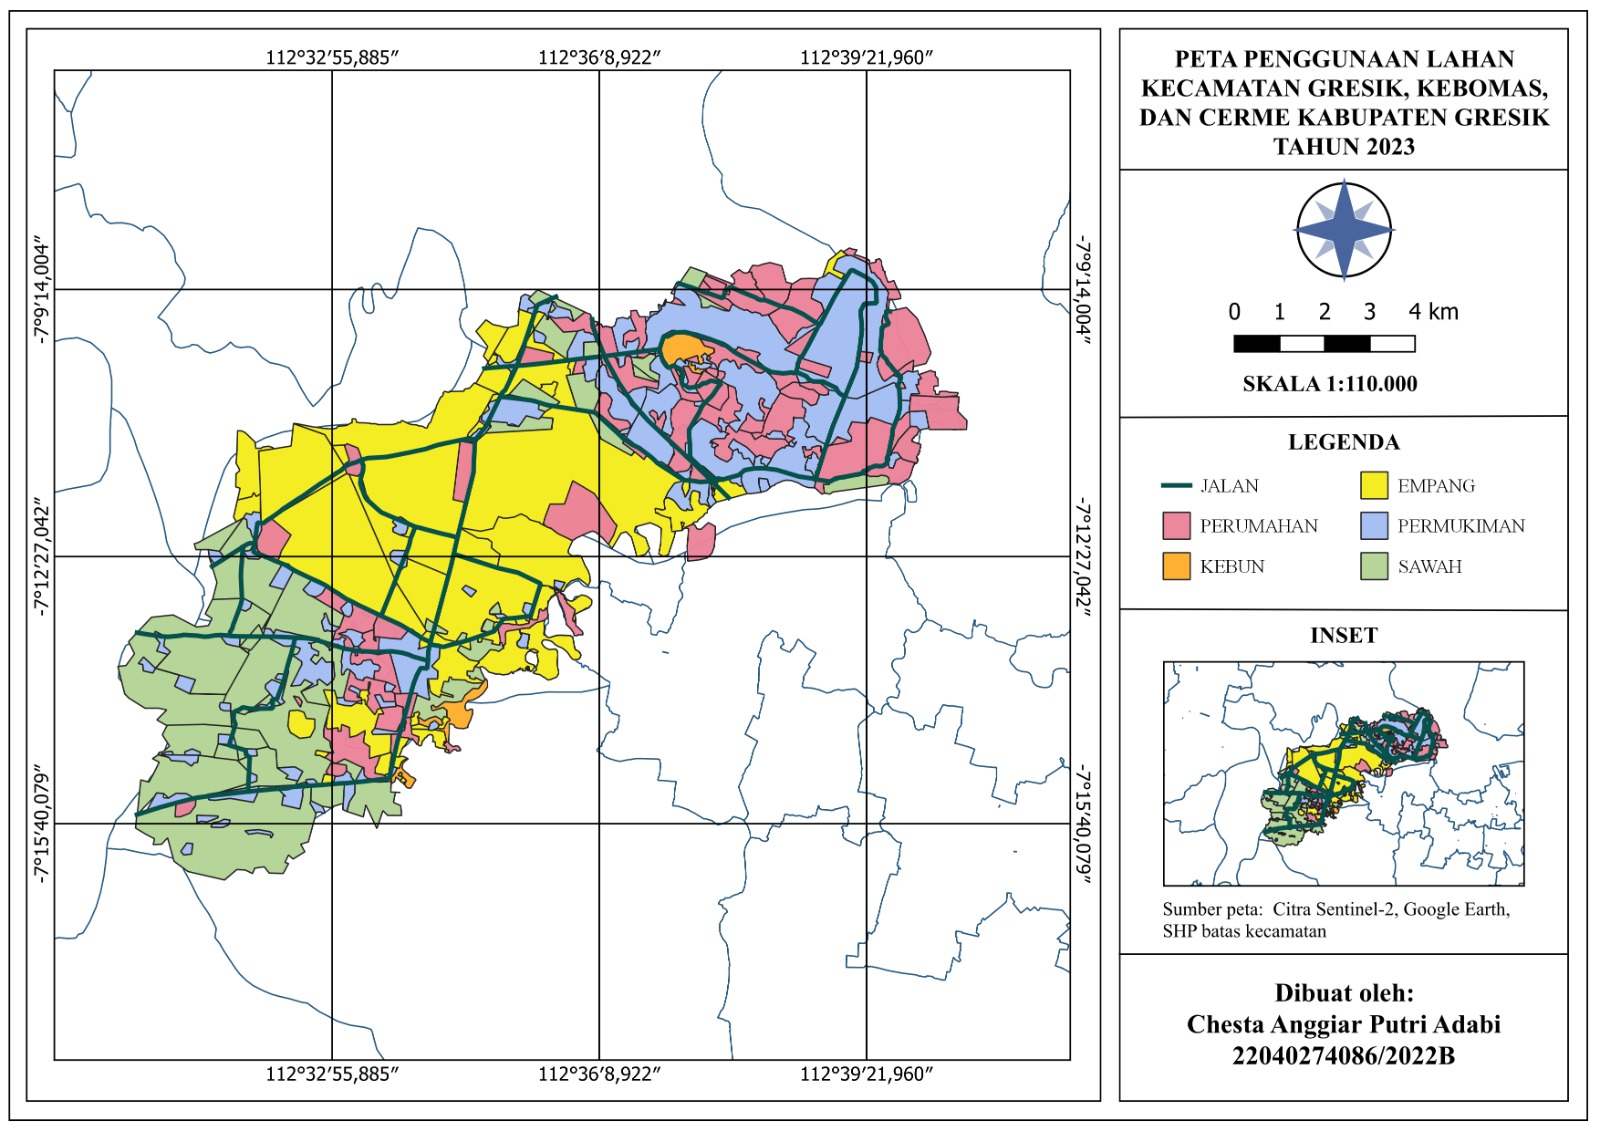 112°32′55,885″
112°36′8,922″
112°39′21,960″
-7°9′14,004″
-7°12′27,042″
-7°15′40,079″
-7°9′14,004″
-7°12′27,042″
-7°15′40,079″
112°32′55,885″
112°36′8,922″
112°39′21,960″
PETA PENGGUNAAN LAHAN
KECAMATAN GRESIK, KEBOMAS,
DAN CERME KABUPATEN GRESIK
TAHUN 2023
0 1 2 3 4 km
SKALA 1:110.000
LEGENDA
JALAN
EMPANG
PERUMAHAN
PERMUKIMAN
KEBUN
SAWAH
INSET
Sumber peta: Citra Sentinel-2, Google Earth,
SHP batas kecamatan
Dibuat oleh:
Chesta Anggiar Putri Adabi
22040274086/2022B